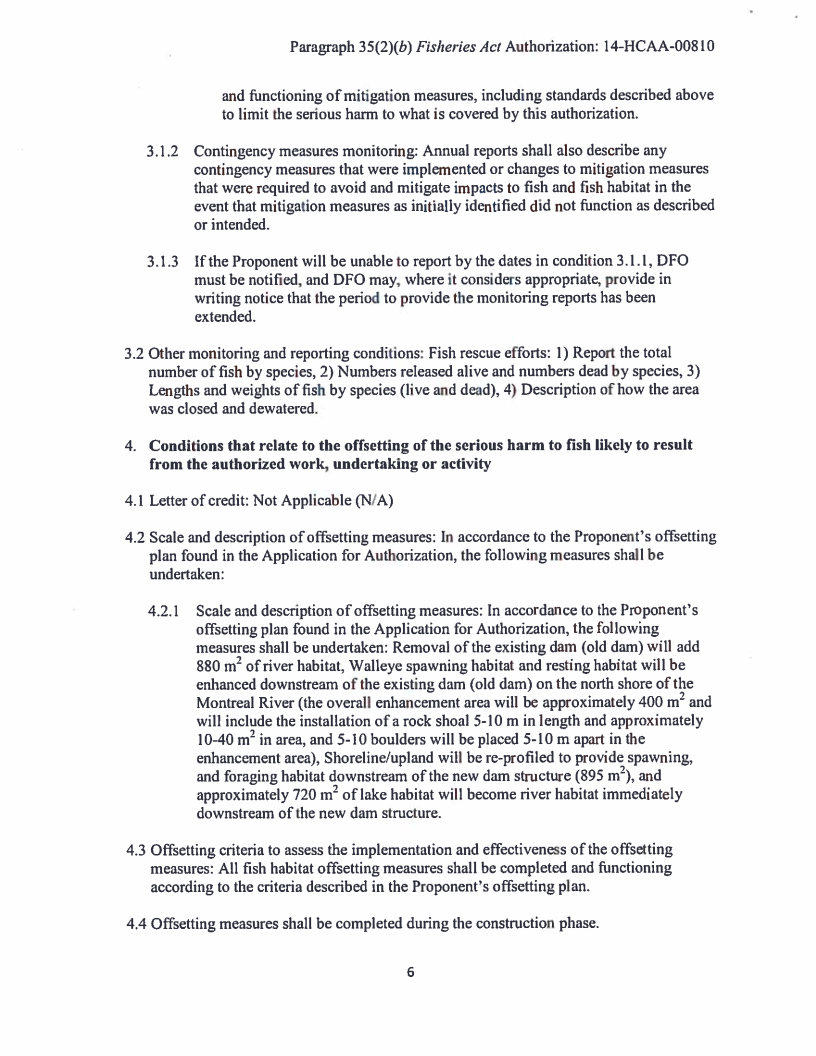 Paragraph 35(2)(b) Fisheries Act Authorization: 14-HCAA-00810
and functioning of mitigation measures, including standards described above
to limit the serious harm to what is covered by this authorization.
3.1.2 Contingency measures monitoring: Annual reports shall also describe any
contingency measures that were implemented or changes to mitigation measures
that were required to avoid and mitigate impacts to fish and fish habitat in the
event that mitigation measures as initially identified did not function as described
or intended.
3.1.3 If the Proponent will be unable to report by the dates in condition 3.1.1, DFO
must be notified, and DFO may, where it considers appropriate, provide in
writing notice that the period to provide the monitoring reports has been
extended.
3.2 Other monitoring and reporting conditions: Fish rescue efforts: 1) Report the total
number of fish by species, 2) Numbers released alive and numbers dead by species, 3)
Lengths and weights of fish by species (live and dead), 4) Description of how the area
was closed and dewatered.
4. Conditions that relate to the offsetting of the serious harm to fish likely to result
from the authorized work, undertaking or activity
4.1 Letter of credit: Not Applicable (N/A)
4.2 Scale and description of offsetting measures: In accordance to the Proponent's offsetting
plan found in the Application for Authorization, the following measures shall be
undertaken:
4.2.1 Scale and description of offsetting measures: In accordance to the Proponent's
offsetting plan found in the Application for Authorization, the following
measures shall be undertaken: Removal of the existing dam (old dam) will add
880 m² of river habitat, Walleye spawning habitat and resting habitat will be
enhanced downstream of the existing dam (old dam) on the north shore of the
Montreal River (the overall enhancement area will be approximately 400 m² and
will include the installation of a rock shoal 5-10 m in length and approximately
10-40 m² in area, and 5-10 boulders will be placed 5-10 m apart in the
enhancement area), Shoreline/upland will be re-profiled to provide spawning,
and foraging habitat downstream of the new dam structure (895 m²), and
approximately 720 m² of lake habitat will become river habitat immediately
downstream of the new dam structure.
4.3 Offsetting criteria to assess the implementation and effectiveness of the offsetting
measures: All fish habitat offsetting measures shall be completed and functioning
according to the criteria described in the Proponent's offsetting plan.
4.4 Offsetting measures shall be completed during the construction phase.
6